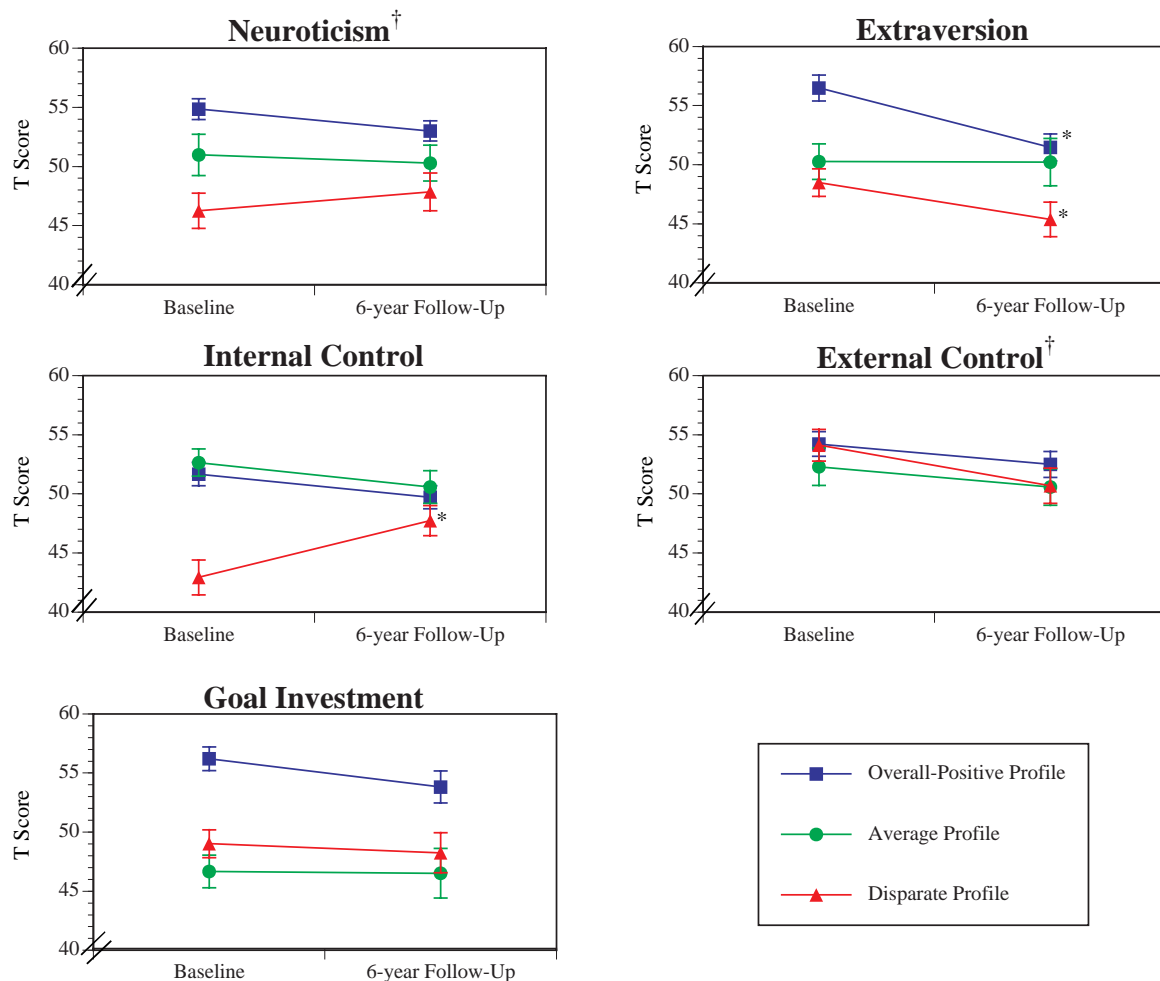 Neuroticism†
60
55
50
45
40
T Score
Baseline
6-year Follow-Up
Extraversion
60
55
50
45
40
T Score
*
*
Baseline
6-year Follow-Up
Internal Control
60
55
50
45
40
T Score
*
Baseline
6-year Follow-Up
External Control†
60
55
50
45
40
T Score
Baseline
6-year Follow-Up
Goal Investment
60
55
50
45
40
T Score
Baseline
6-year Follow-Up
Overall-Positive Profile
Average Profile
Disparate Profile